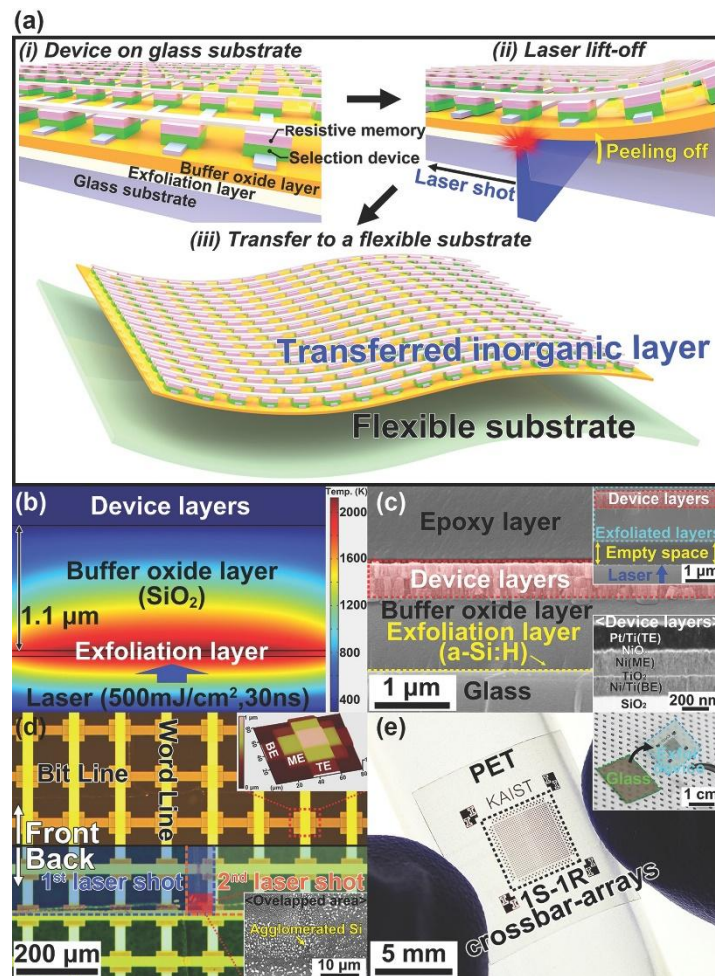 (a)
(i) Device on glass substrate
(ii) Laser lift-off
Resistive memory
Selection device
Buffer oxide layer
Exfoliation layer
Glass substrate
Peeling off
Laser shot
(iii) Transfer to a flexible substrate
Transferred inorganic layer
Flexible substrate
(b)
Device layers
Temp. (K)
2000
1600
1200
800
400
Buffer oxide layer
(SiO₂)
1.1 μm
Exfoliation layer
Laser (500mJ/cm²,30ns)
(c)
Epoxy layer
Device layers
Buffer oxide layer
Exfoliation layer
(a-Si:H)
1 μm
Glass
Device layers
Exfoliated layers
Empty space
Laser
1 μm
<Device layers>
Pt/Ti(TE)
NiO
Ni(ME)
TiO₂
Ni/Ti(BE)
SiO₂
200 nm
(d)
Bit Line
Word Line
Front
Back
1st laser shot
2nd laser shot
BE
ME
TE
<Ovelapped area>
Agglomerated Si
10 μm
200 μm
(e)
PET
KAIST
1S-1R
crossbar-arrays
5 mm
Glass
1 cm